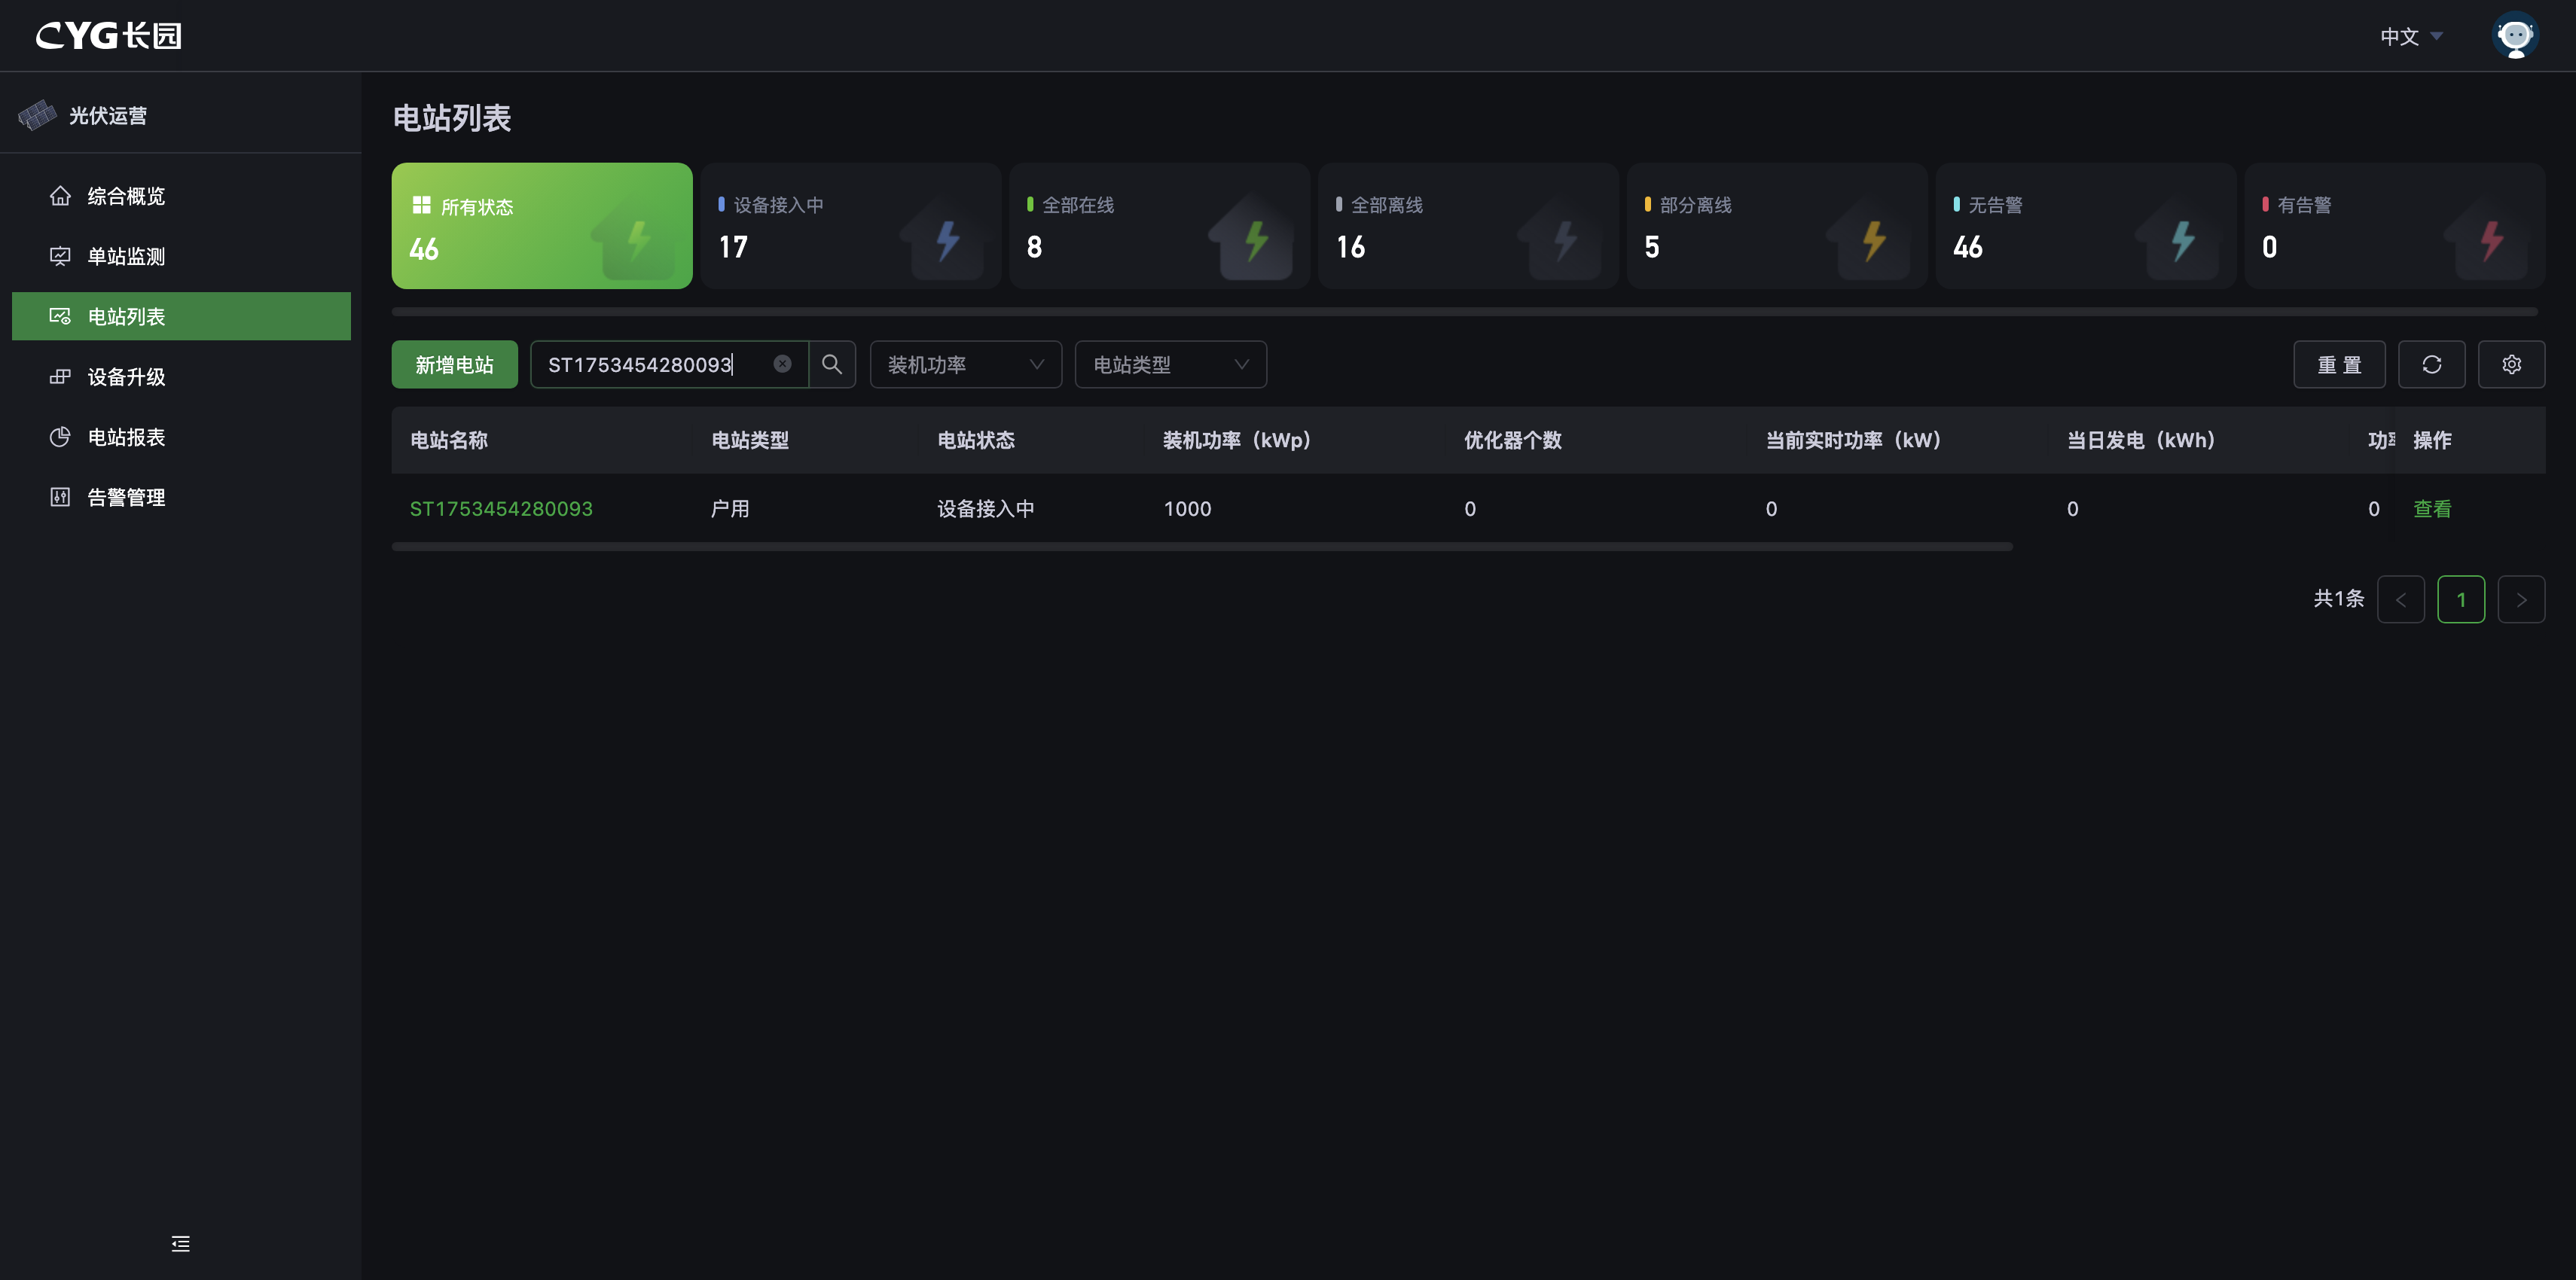 CYG长园
中文
光伏运营
综合概览
单站监测
电站列表
设备升级
电站报表
告警管理
电站列表
所有状态
46
设备接入中
17
全部在线
8
全部离线
16
部分离线
5
无告警
46
有告警
0
新增电站 ST1753454280093 装机功率 电站类型 重 置
电站名称 电站类型 电站状态 装机功率（kWp） 优化器个数 当前实时功率（kW） 当日发电（kWh） 功 操作
ST1753454280093 户用 设备接入中 1000 0 0 0 0 查看
共1条 < 1 >